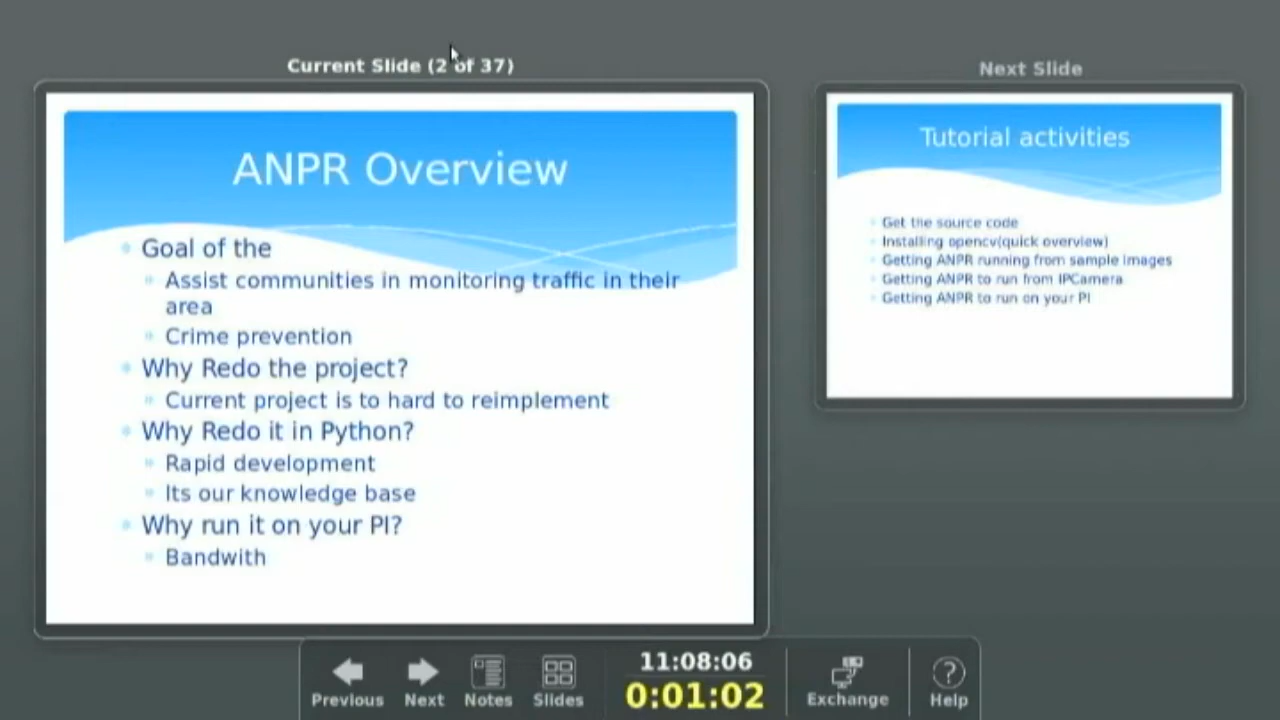 Current Slide (2 of 37)
ANPR Overview
Goal of the
Assist communities in monitoring traffic in their
area
Crime prevention
Why Redo the project?
Current project is to hard to reimplement
Why Redo it in Python?
Rapid development
Its our knowledge base
Why run it on your PI?
Bandwith
Next Slide
Tutorial activities
Get the source code
Installing opencv(quick overview)
Getting ANPR running from sample images
Getting ANPR to run from IPCamera
Getting ANPR to run on your PI
Previous
Next
Notes
Slides
11:08:06
0:01:02
Exchange
Help